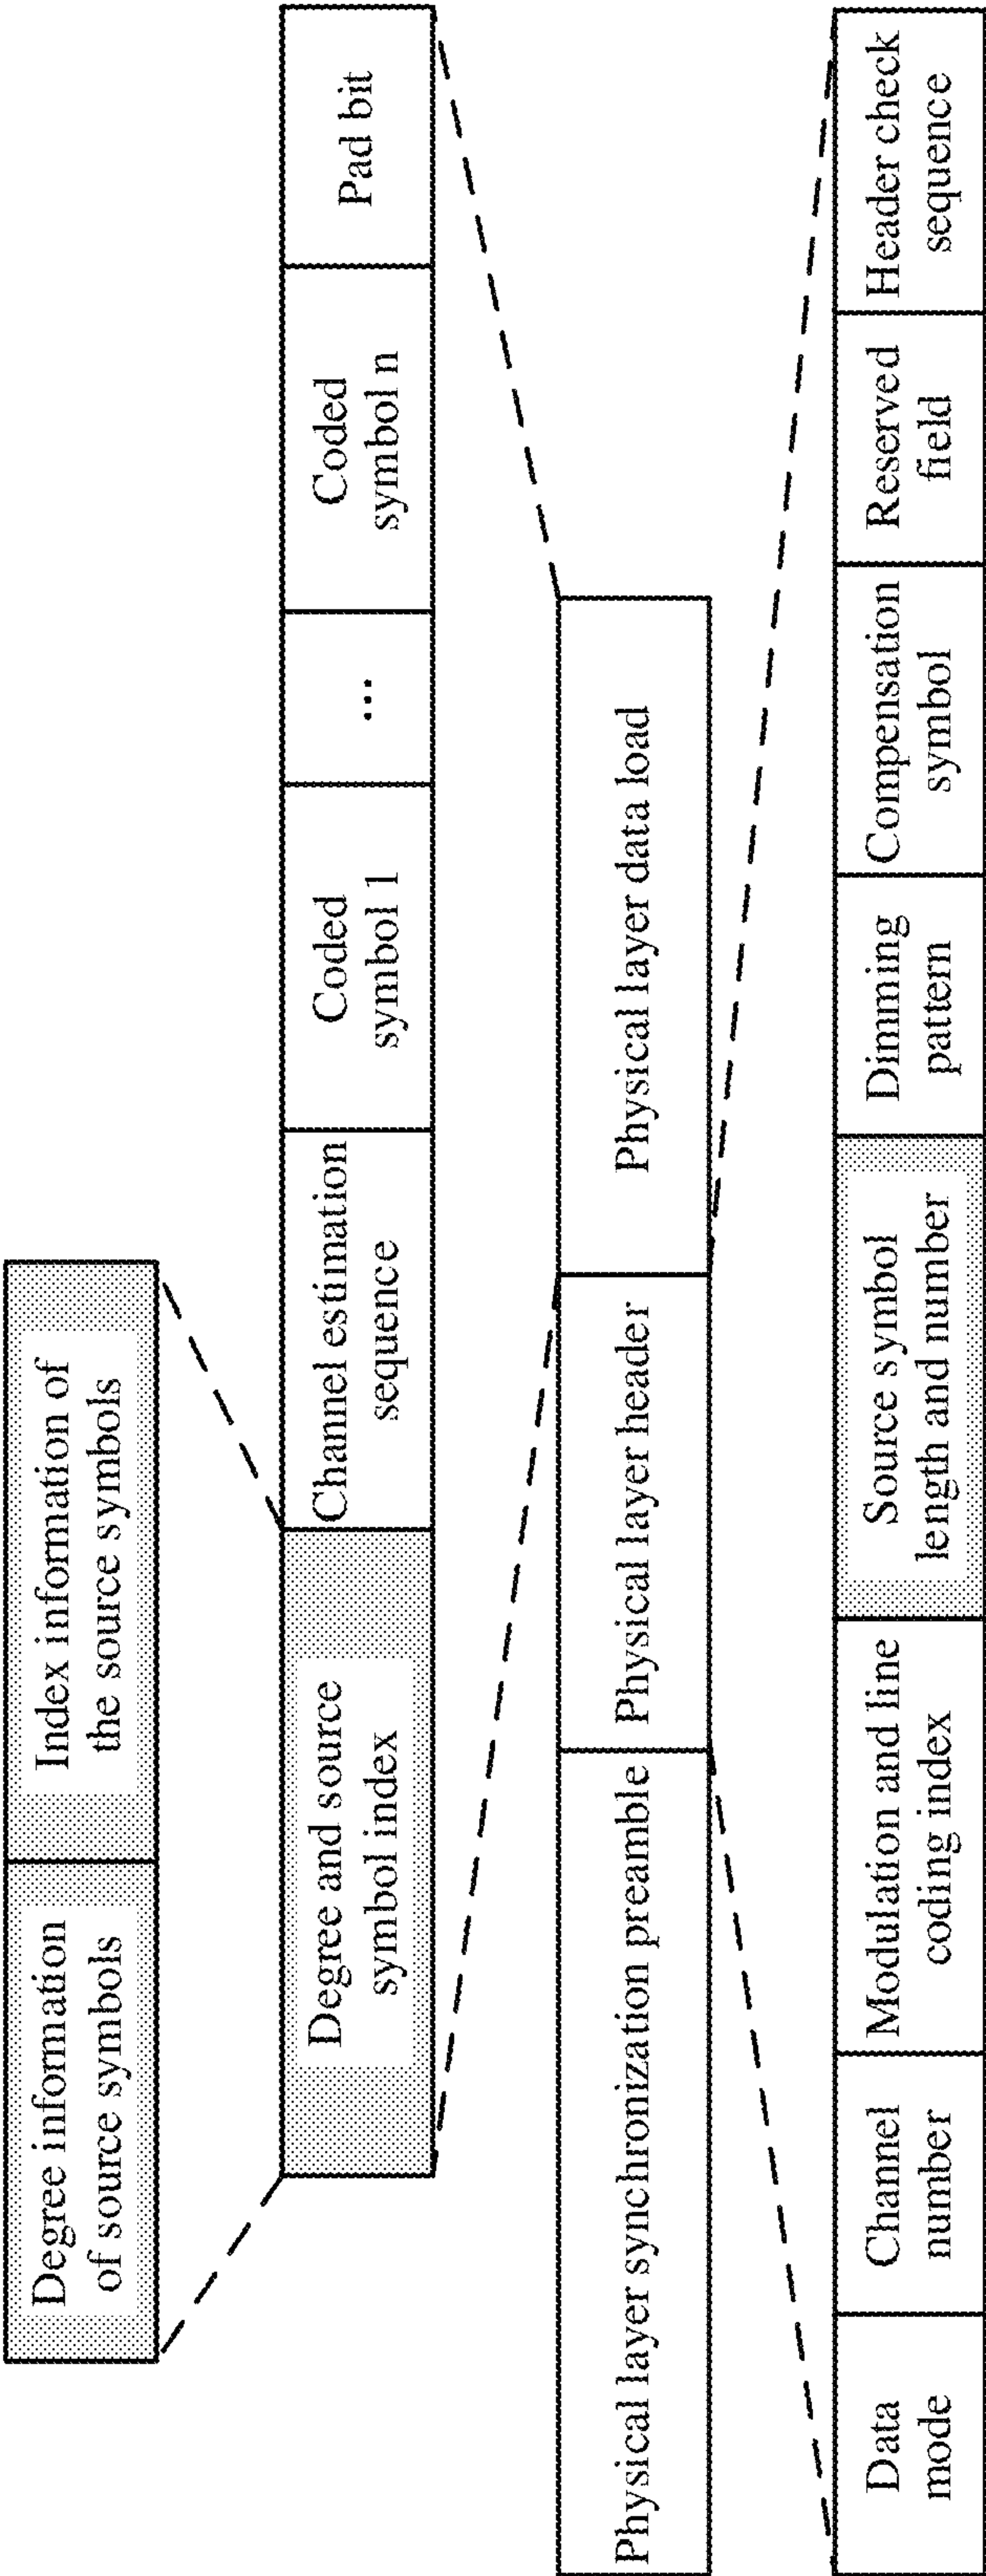 Degree information
of source symbols
Index information of
the source symbols
Degree and source
symbol index
Channel estimation
sequence
Coded
symbol 1
...
Coded
symbol n
Pad bit
Physical layer synchronization preamble
Physical layer header
Physical layer data load
Data
mode
Channel
number
Modulation and line
coding index
Source symbol
length and number
Dimming
pattern
Compensation
symbol
Reserved
field
Header check
sequence